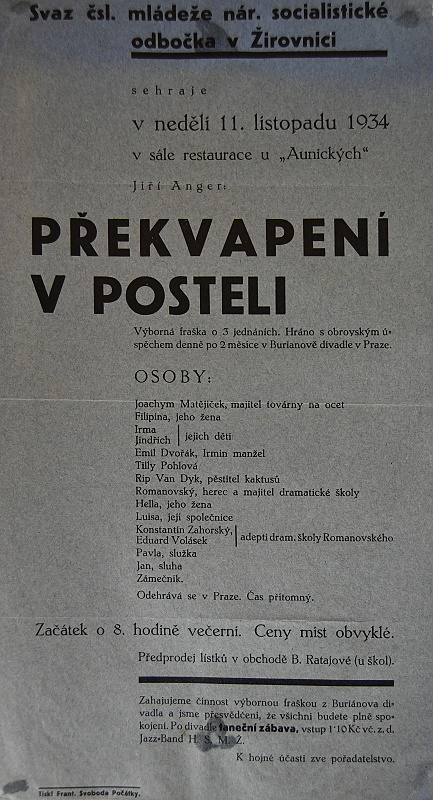 Svaz čsl. mládeže nár. socialistické
odbočka v Žirovnici
sehraje
v neděli 11. listopadu 1934
v sále restaurace u „Aunických“
Jiří Anger:
PŘEKVAPENÍ
V POSTELI
Výborná fraška o 3 jednáních. Hráno s obrovským ú-
spěchem denně po 2 měsice v Burianově divadle v Praze.
OSOBY:
Joachym Matějíček, majitel továrny na ocet
Filipina, jeho žena
Irma
Jindřich | jejich děti
Emil Dvořák, Irmin manžel
Tilly Pohlová
Rip Van Dyk, pěstitel kaktusů
Romanovský, herec a majitel dramatické školy
Hella, jeho žena
Luisa, její společnice
Konstantin Zahorský,
Eduard Volásek | adepti dram. školy Romanovského
Pavla, služka
Jan, sluha
Zámečník.
Odehrává se v Praze. Čas přítomný.
Začátek o 8. hodině večerní. Ceny míst obvyklé.
Předprodej lístků v obchodě B. Ratajové (u škol).
Zahajujeme činnost výbornou fraškou z Burianova di-
vadla a jsme přesvědčeni, že všichni budete plně spo-
kojeni. Po divadle taneční zábava, vstup 1·10 Kč vč. z. d.
Jazz-Band H. S. M. Ž.
K hojné účasti zve pořadatelstvo.
Tiskl Frant. Svoboda Počátky.